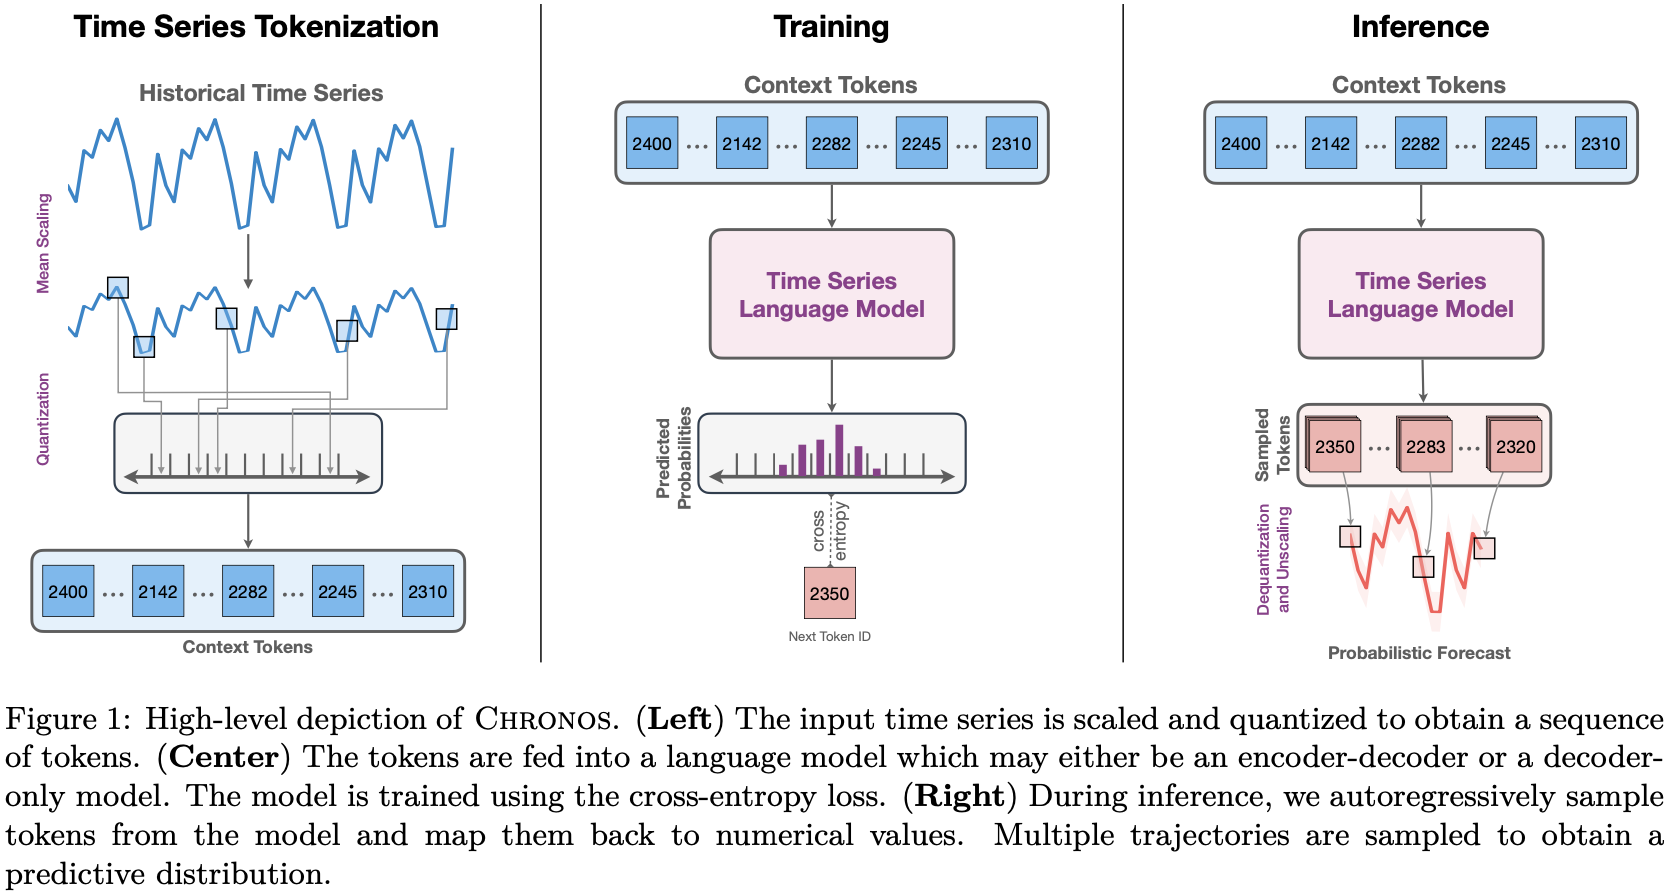 Time Series Tokenization
Historical Time Series
Mean Scaling
Quantization
2400 ... 2142 ... 2282 ... 2245 ... 2310
Context Tokens
Training
Context Tokens
2400 ... 2142 ... 2282 ... 2245 ... 2310
Time Series
Language Model
Predicted
Probabilities
cross
entropy
2350
Next Token ID
Inference
Context Tokens
2400 ... 2142 ... 2282 ... 2245 ... 2310
Time Series
Language Model
Sampled
Tokens
2350 ... 2283 ... 2320
Dequantization
and Unscaling
Probabilistic Forecast
Figure 1: High-level depiction of CHRONOS. (Left) The input time series is scaled and quantized to obtain a sequence
of tokens. (Center) The tokens are fed into a language model which may either be an encoder-decoder or a decoder-
only model. The model is trained using the cross-entropy loss. (Right) During inference, we autoregressively sample
tokens from the model and map them back to numerical values. Multiple trajectories are sampled to obtain a
predictive distribution.